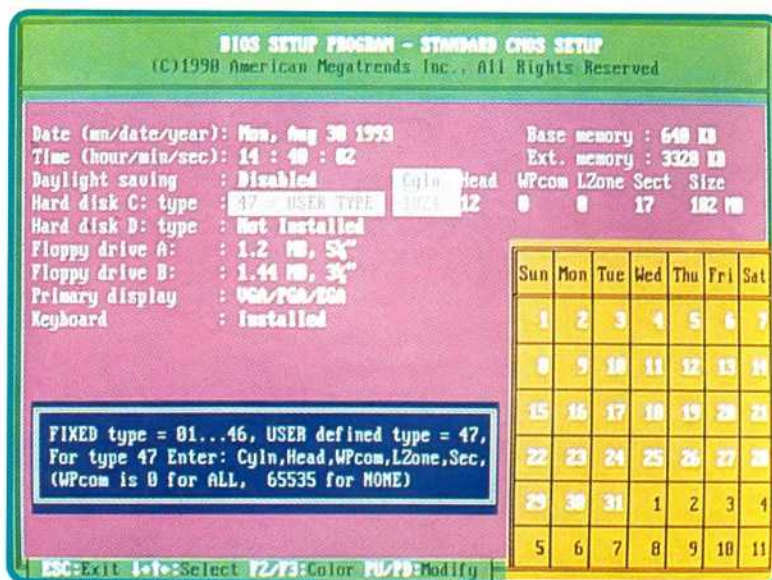 BIOS SETUP PROGRAM - STANDARD CMOS SETUP
(C)1990 American Megatrends Inc., All Rights Reserved
Date (mn/date/year): Mon, Aug 30 1993
Base memory : 640 KB
Time (hour/min/sec): 14 : 40 : 02
Ext. memory : 3328 KB
Daylight saving : Disabled
Cyln Head WPcom LZone Sect Size
Hard disk C: type : 47 = USER TYPE 1024 12 0 0 17 102 MB
Hard disk D: type : Not Installed
Floppy drive A: : 1.2 MB, 5¼"
Floppy drive B: : 1.44 MB, 3½"
Primary display : VGA/PGA/EGA
Keyboard : Installed
Sun Mon Tue Wed Thu Fri Sat
1 2 3 4 5 6 7
8 9 10 11 12 13 14
15 16 17 18 19 20 21
22 23 24 25 26 27 28
29 30 31 1 2 3 4
5 6 7 8 9 10 11
FIXED type = 01...46, USER defined type = 47,
For type 47 Enter: Cyln,Head,WPcom,LZone,Sec,
(WPcom is 0 for ALL, 65535 for NONE)
ESC:Exit ↓→↑←:Select F2/F3:Color PU/PD:Modify